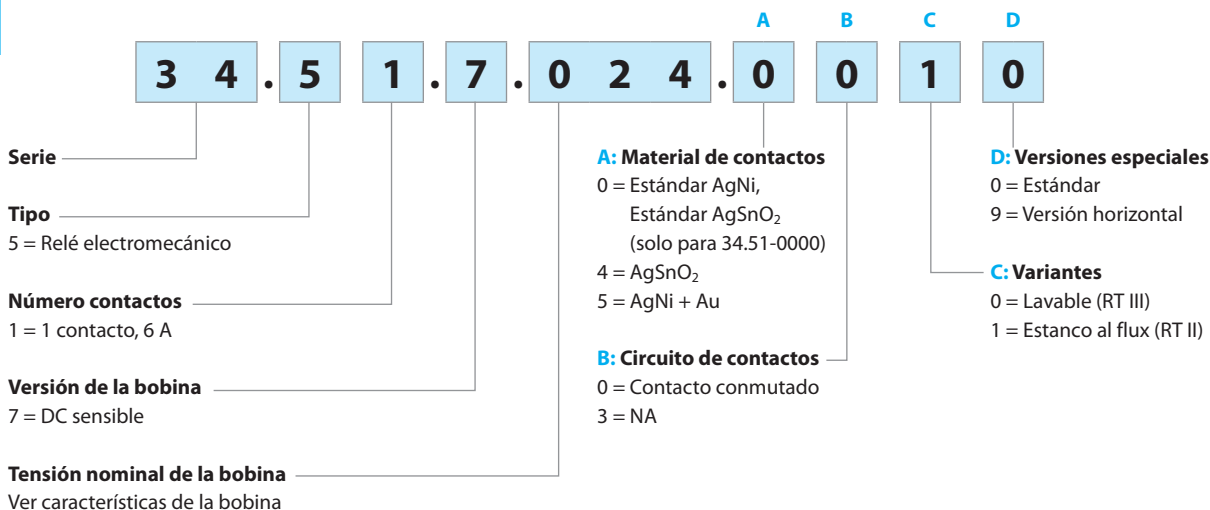 A B C D
3 4 . 5 1 . 7 . 0 2 4 . 0 0 1 0
Serie
Tipo
5 = Relé electromecánico
Número contactos
1 = 1 contacto, 6 A
Versión de la bobina
7 = DC sensible
Tensión nominal de la bobina
Ver características de la bobina
A: Material de contactos
0 = Estándar AgNi,
Estándar AgSnO₂
(solo para 34.51-0000)
4 = AgSnO₂
5 = AgNi + Au
B: Circuito de contactos
0 = Contacto conmutado
3 = NA
D: Versiones especiales
0 = Estándar
9 = Versión horizontal
C: Variantes
0 = Lavable (RT III)
1 = Estanco al flux (RT II)